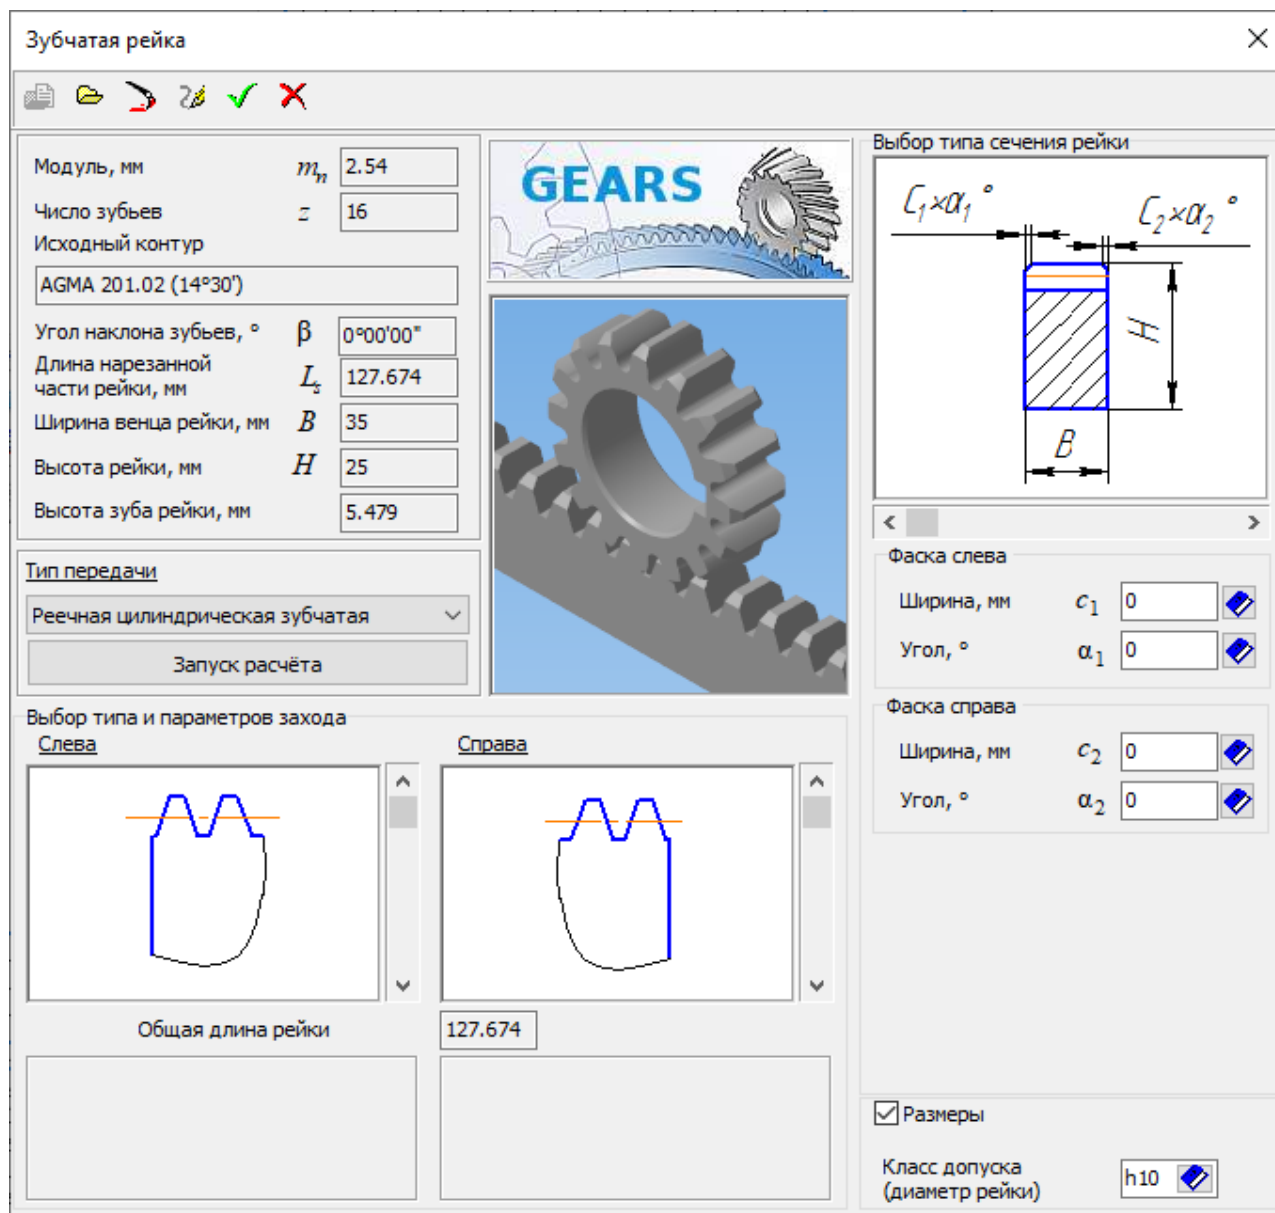 Зубчатая рейка
Модуль, мм mn 2.54
Число зубьев z 16
Исходный контур
AGMA 201.02 (14°30')
Угол наклона зубьев, ° β 0°00'00"
Длина нарезанной
части рейки, мм Ls 127.674
Ширина венца рейки, мм B 35
Высота рейки, мм H 25
Высота зуба рейки, мм 5.479
Тип передачи
Реечная цилиндрическая зубчатая
Запуск расчёта
GEARS
Выбор типа сечения рейки
C1×α1°
C2×α2°
H
B
Фаска слева
Ширина, мм c1 0
Угол, ° α1 0
Фаска справа
Ширина, мм c2 0
Угол, ° α2 0
Выбор типа и параметров захода
Слева Справа
Общая длина рейки 127.674
Размеры
Класс допуска
(диаметр рейки) h10